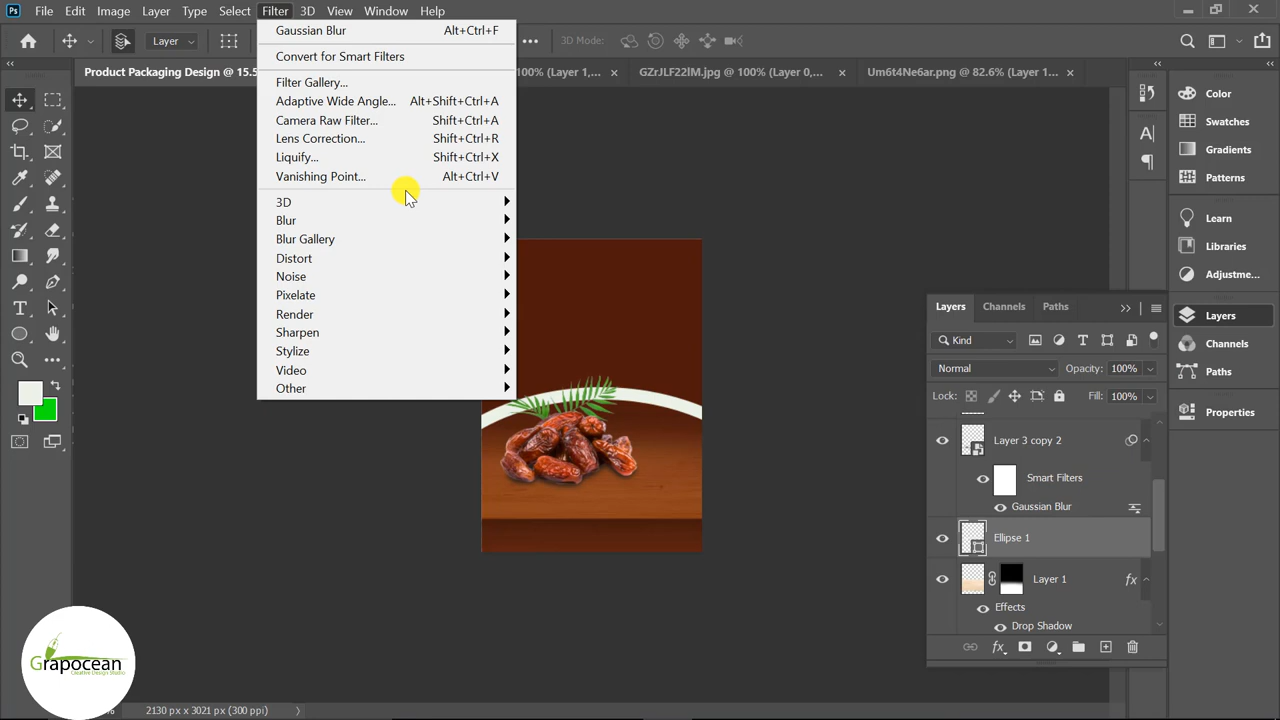 Ps File Edit Image Layer Type Select Filter 3D View Window Help
Layer 3D Mode:
Product Packaging Design @ 15.5 100% (Layer 1,... × GZrJLF22lM.jpg @ 100% (Layer 0,... × Um6t4Ne6ar.png @ 82.6% (Layer 1... ×
Gaussian Blur Alt+Ctrl+F
Convert for Smart Filters
Filter Gallery...
Adaptive Wide Angle... Alt+Shift+Ctrl+A
Camera Raw Filter... Shift+Ctrl+A
Lens Correction... Shift+Ctrl+R
Liquify... Shift+Ctrl+X
Vanishing Point... Alt+Ctrl+V
3D
Blur
Blur Gallery
Distort
Noise
Pixelate
Render
Sharpen
Stylize
Video
Other
Color
Swatches
Gradients
Patterns
Learn
Libraries
Adjustme...
Layers
Channels
Paths
Properties
Layers Channels Paths
Kind
Normal Opacity: 100%
Lock: Fill: 100%
Layer 3 copy 2
Smart Filters
Gaussian Blur
Ellipse 1
Layer 1 fx
Effects
Drop Shadow
fx
Grapocean
Creative Design Studio
% 2130 px x 3021 px (300 ppi)